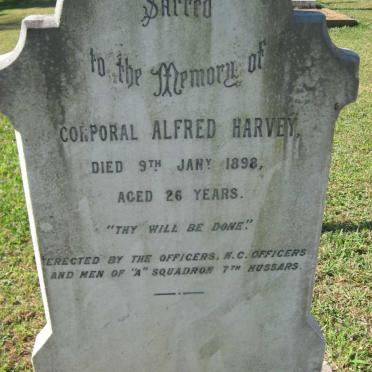 Sacred
to the Memory of
CORPORAL ALFRED HARVEY,
DIED 9TH JANY 1898,
AGED 26 YEARS.
"THY WILL BE DONE."
ERECTED BY THE OFFICERS, N.C. OFFICERS
AND MEN OF "A" SQUADRON 7TH HUSSARS.